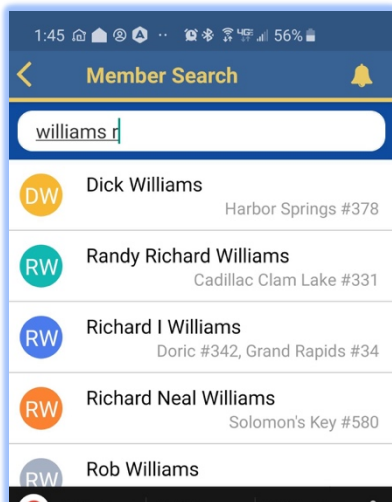 1:45 56%
Member Search
williams r
DW Dick Williams
Harbor Springs #378
RW Randy Richard Williams
Cadillac Clam Lake #331
RW Richard I Williams
Doric #342, Grand Rapids #34
RW Richard Neal Williams
Solomon's Key #580
RW Rob Williams